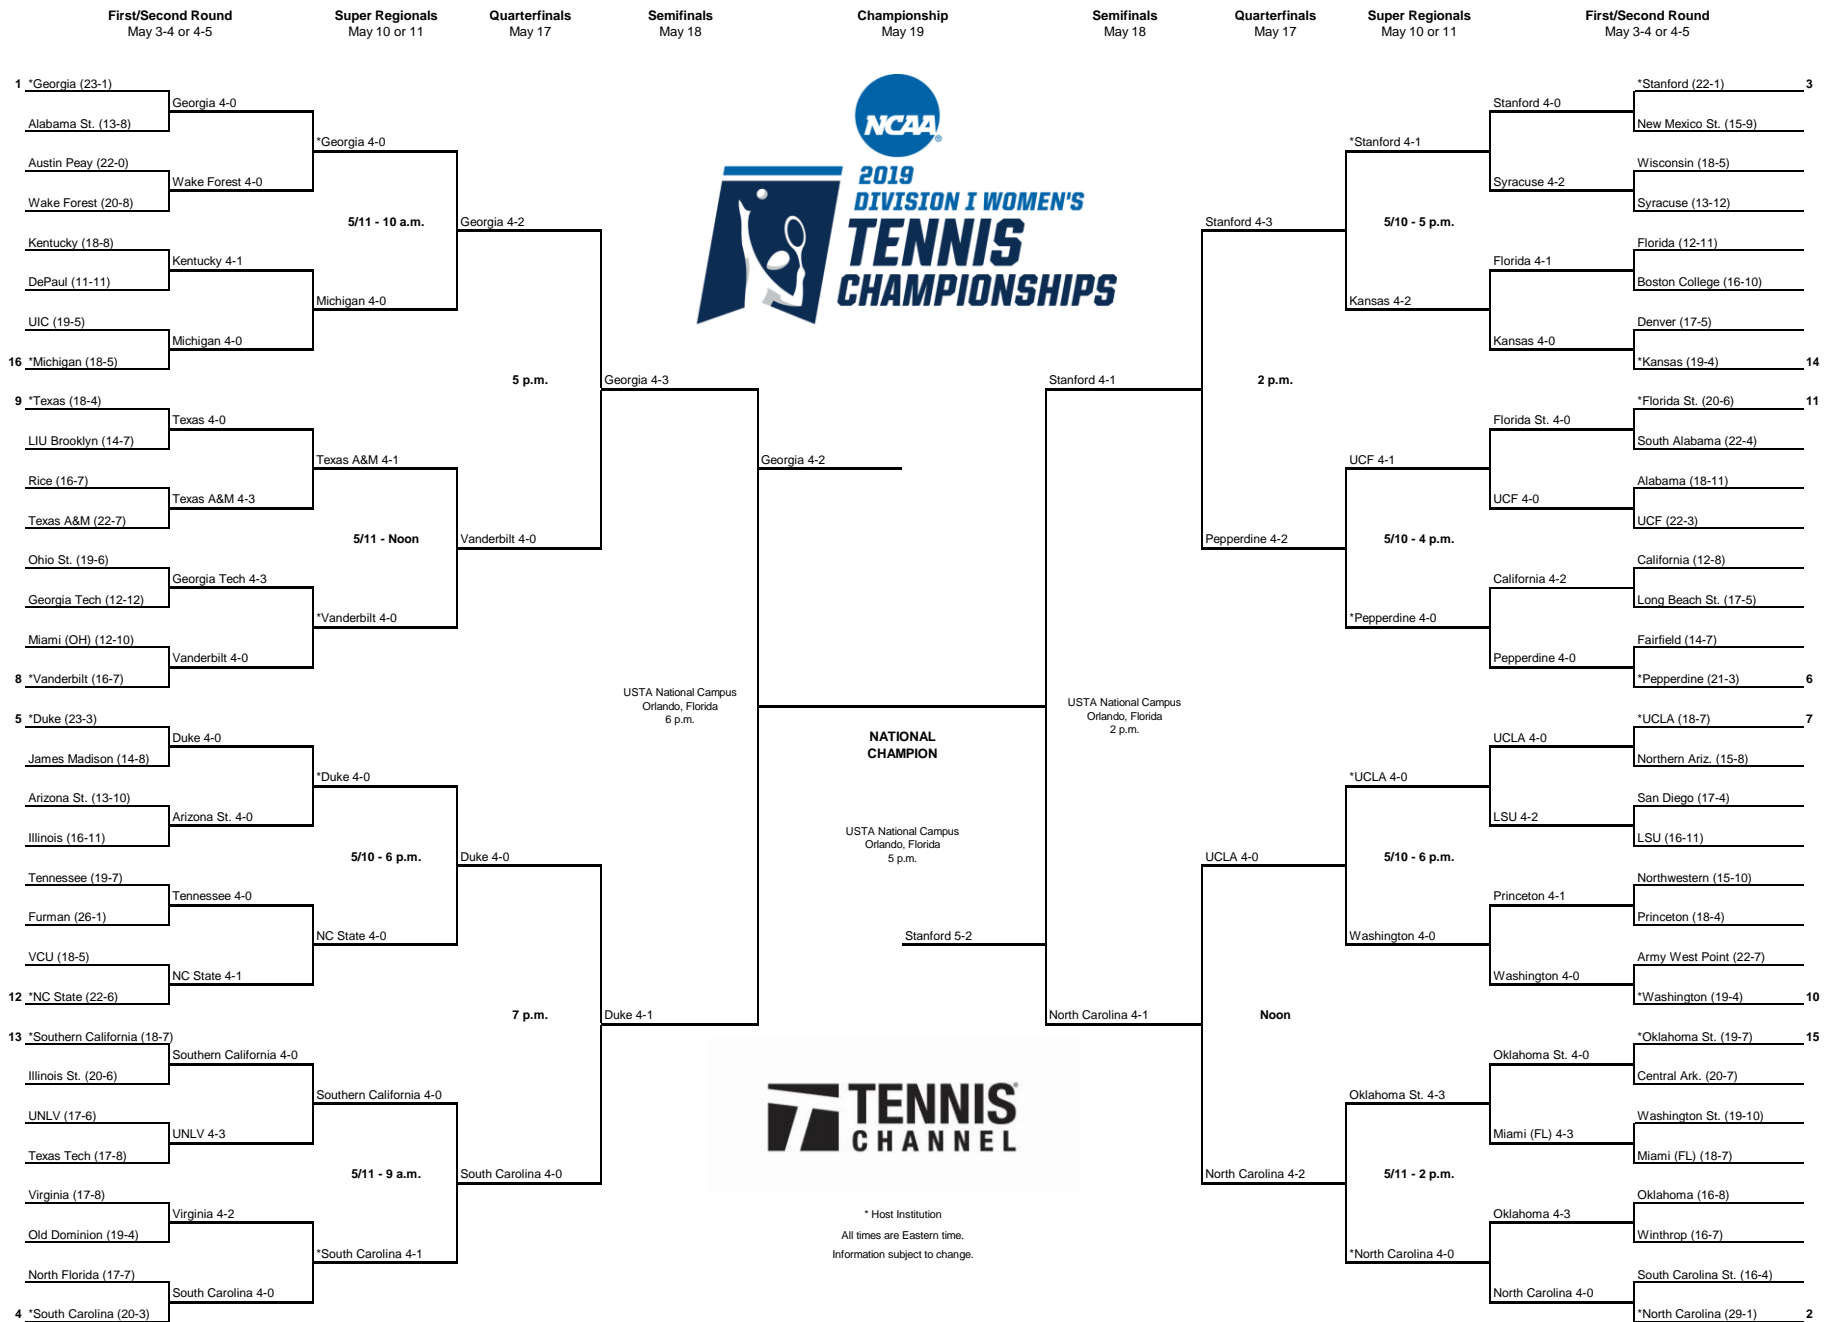 First/Second Round
May 3-4 or 4-5
Super Regionals
May 10 or 11
Quarterfinals
May 17
Semifinals
May 18
Championship
May 19
Semifinals
May 18
Quarterfinals
May 17
Super Regionals
May 10 or 11
First/Second Round
May 3-4 or 4-5
1 *Georgia (23-1)
Alabama St. (13-8)
Austin Peay (22-0)
Wake Forest (20-8)
Kentucky (18-8)
DePaul (11-11)
UIC (19-5)
16 *Michigan (18-5)
9 *Texas (18-4)
LIU Brooklyn (14-7)
Rice (16-7)
Texas A&M (22-7)
Ohio St. (19-6)
Georgia Tech (12-12)
Miami (OH) (12-10)
8 *Vanderbilt (16-7)
5 *Duke (23-3)
James Madison (14-8)
Arizona St. (13-10)
Illinois (16-11)
Tennessee (19-7)
Furman (26-1)
VCU (18-5)
12 *NC State (22-6)
13 *Southern California (18-7)
Illinois St. (20-6)
UNLV (17-6)
Texas Tech (17-8)
Virginia (17-8)
Old Dominion (19-4)
North Florida (17-7)
4 *South Carolina (20-3)
Georgia 4-0
Wake Forest 4-0
Kentucky 4-1
Michigan 4-0
Texas 4-0
Texas A&M 4-3
Georgia Tech 4-3
Vanderbilt 4-0
Duke 4-0
Arizona St. 4-0
Tennessee 4-0
NC State 4-1
Southern California 4-0
UNLV 4-3
Virginia 4-2
South Carolina 4-0
*Georgia 4-0
5/11 - 10 a.m.
Michigan 4-0
Texas A&M 4-1
5/11 - Noon
*Vanderbilt 4-0
*Duke 4-0
5/10 - 6 p.m.
NC State 4-0
Southern California 4-0
5/11 - 9 a.m.
*South Carolina 4-1
Georgia 4-2
5 p.m.
Vanderbilt 4-0
Duke 4-0
7 p.m.
South Carolina 4-0
Georgia 4-3
USTA National Campus
Orlando, Florida
6 p.m.
Duke 4-1
NCAA
®
2019
DIVISION I WOMEN'S
TENNIS
CHAMPIONSHIPS
Georgia 4-2
NATIONAL
CHAMPION
USTA National Campus
Orlando, Florida
5 p.m.
Stanford 5-2
TENNIS
CHANNEL
* Host Institution
All times are Eastern time.
Information subject to change.
Stanford 4-1
USTA National Campus
Orlando, Florida
2 p.m.
North Carolina 4-1
Stanford 4-3
2 p.m.
Pepperdine 4-2
UCLA 4-0
Noon
North Carolina 4-2
*Stanford 4-1
5/10 - 5 p.m.
Kansas 4-2
UCF 4-1
5/10 - 4 p.m.
*Pepperdine 4-0
*UCLA 4-0
5/10 - 6 p.m.
Washington 4-0
Oklahoma St. 4-3
5/11 - 2 p.m.
*North Carolina 4-0
Stanford 4-0
Syracuse 4-2
Florida 4-1
Kansas 4-0
Florida St. 4-0
UCF 4-0
California 4-2
Pepperdine 4-0
UCLA 4-0
LSU 4-2
Princeton 4-1
Washington 4-0
Oklahoma St. 4-0
Miami (FL) 4-3
Oklahoma 4-3
North Carolina 4-0
*Stanford (22-1) 3
New Mexico St. (15-9)
Wisconsin (18-5)
Syracuse (13-12)
Florida (12-11)
Boston College (16-10)
Denver (17-5)
*Kansas (19-4) 14
*Florida St. (20-6) 11
South Alabama (22-4)
Alabama (18-11)
UCF (22-3)
California (12-8)
Long Beach St. (17-5)
Fairfield (14-7)
*Pepperdine (21-3) 6
*UCLA (18-7) 7
Northern Ariz. (15-8)
San Diego (17-4)
LSU (16-11)
Northwestern (15-10)
Princeton (18-4)
Army West Point (22-7)
*Washington (19-4) 10
*Oklahoma St. (19-7) 15
Central Ark. (20-7)
Washington St. (19-10)
Miami (FL) (18-7)
Oklahoma (16-8)
Winthrop (16-7)
South Carolina St. (16-4)
*North Carolina (29-1) 2